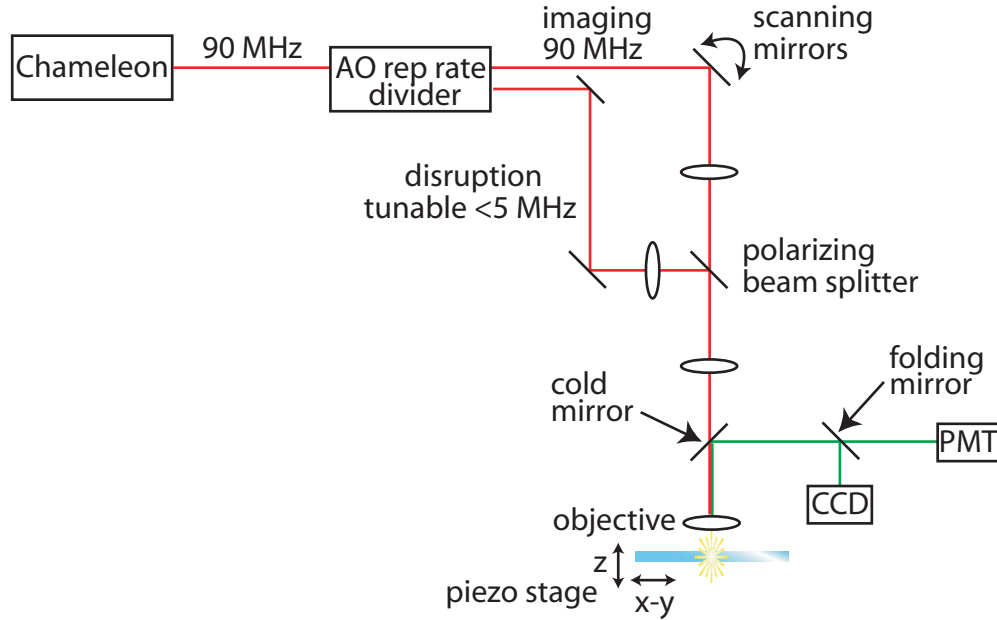 Chameleon
90 MHz
AO rep rate
divider
imaging
90 MHz
scanning
mirrors
disruption
tunable <5 MHz
polarizing
beam splitter
cold
mirror
folding
mirror
PMT
CCD
objective
z
piezo stage
x-y